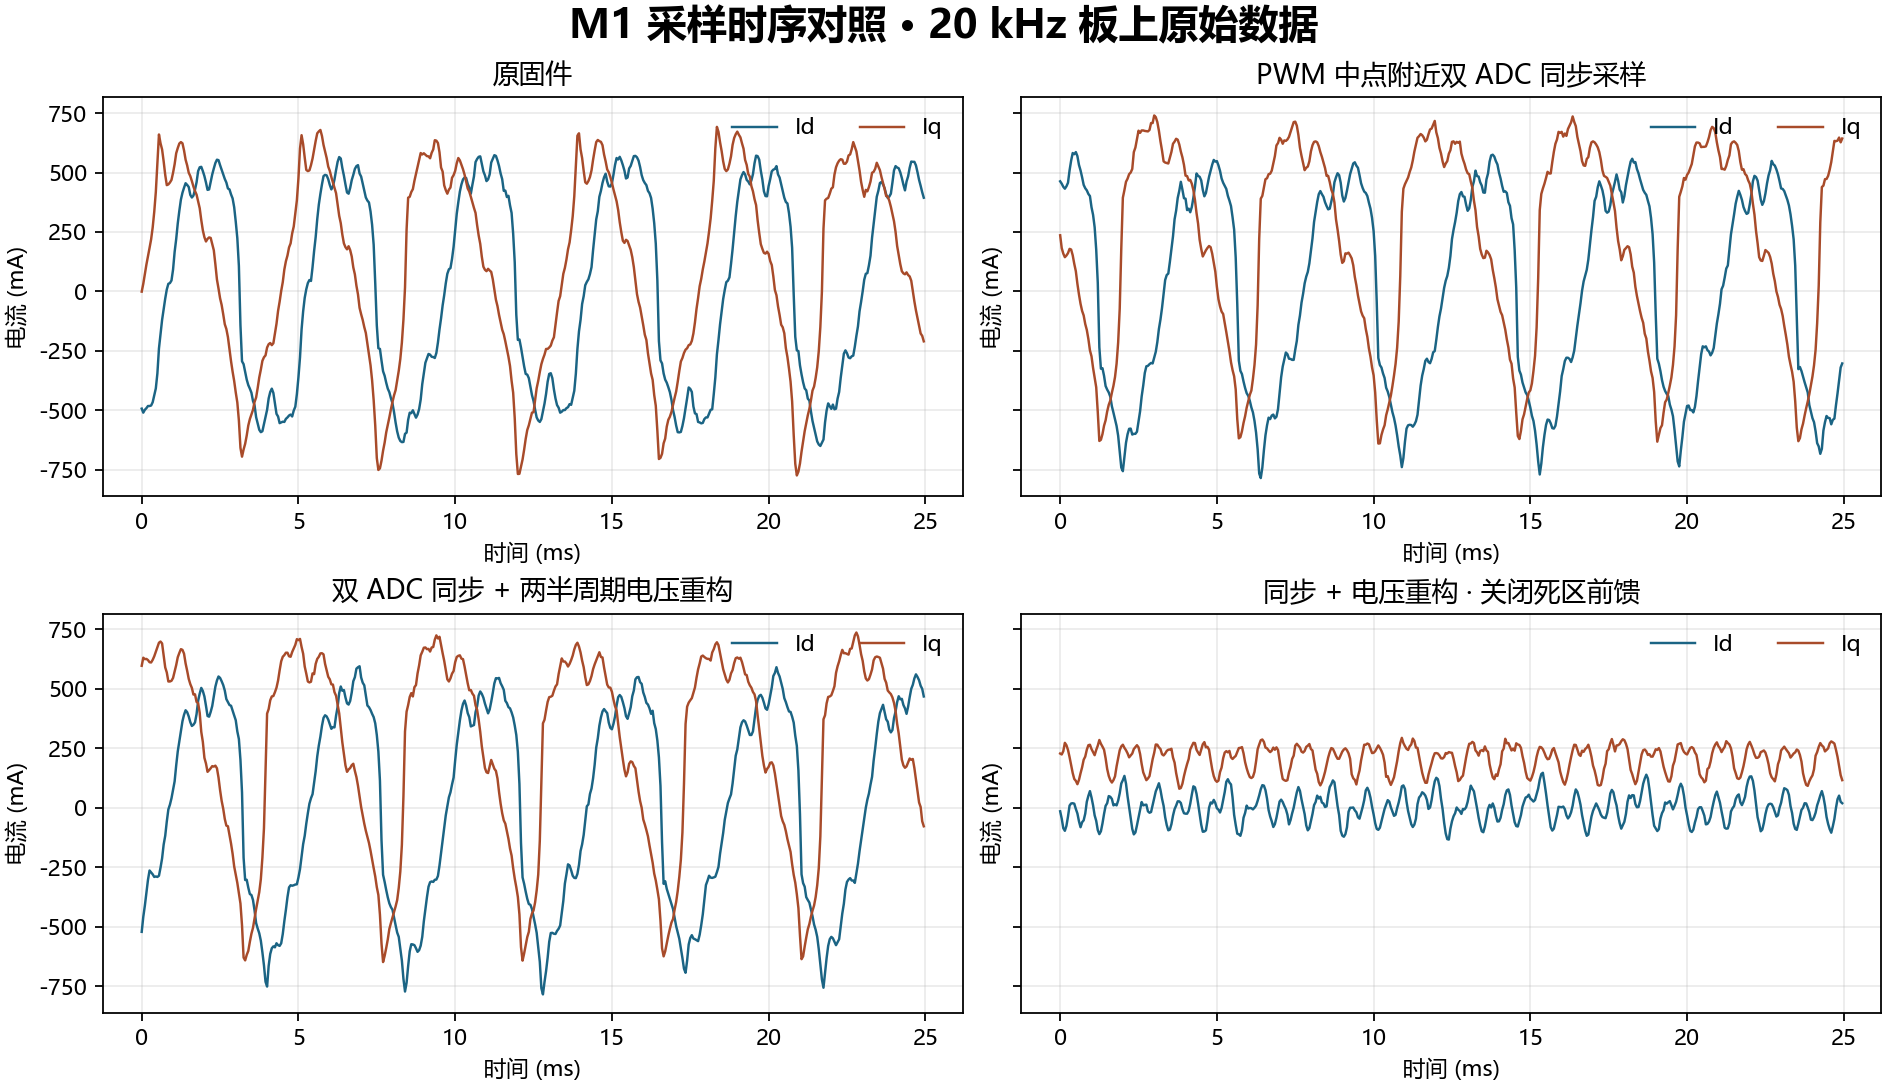 M1 采样时序对照 • 20 kHz 板上原始数据
原固件
电流 (mA)
750
500
250
0
-250
-500
-750
Id
Iq
0 5 10 15 20 25
时间 (ms)
PWM 中点附近双 ADC 同步采样
电流 (mA)
Id
Iq
0 5 10 15 20 25
时间 (ms)
双 ADC 同步 + 两半周期电压重构
电流 (mA)
750
500
250
0
-250
-500
-750
Id
Iq
0 5 10 15 20 25
时间 (ms)
同步 + 电压重构 · 关闭死区前馈
电流 (mA)
Id
Iq
0 5 10 15 20 25
时间 (ms)